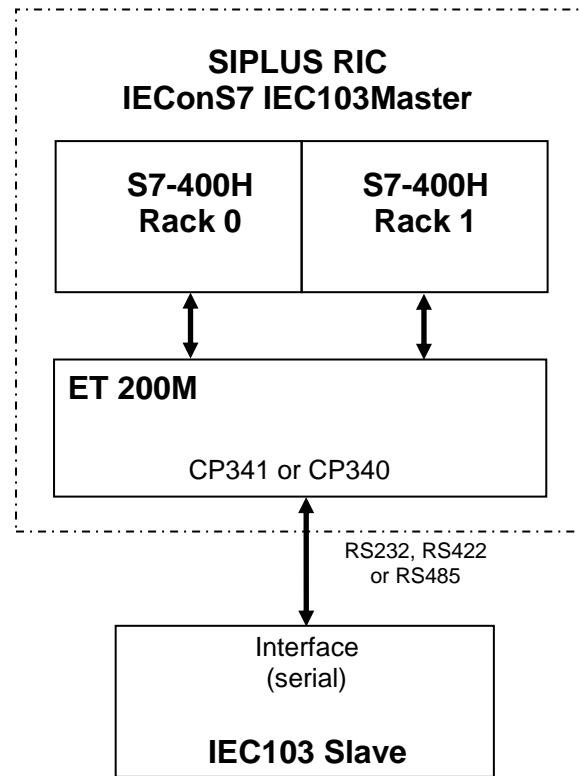 SIPLUS RIC
IEConS7 IEC103Master
S7-400H
Rack 0
S7-400H
Rack 1
ET 200M
CP341 or CP340
RS232, RS422
or RS485
Interface
(serial)
IEC103 Slave